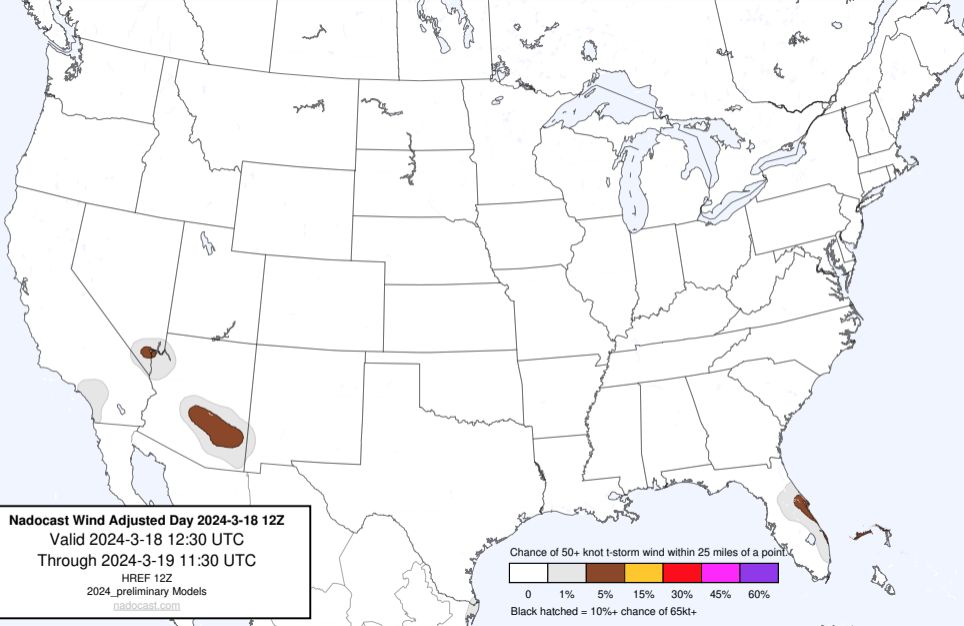 Nadocast Wind Adjusted Day 2024-3-18 12Z
Valid 2024-3-18 12:30 UTC
Through 2024-3-19 11:30 UTC
HREF 12Z
2024_preliminary Models
nadocast.com
Chance of 50+ knot t-storm wind within 25 miles of a point.
0 1% 5% 15% 30% 45% 60%
Black hatched = 10%+ chance of 65kt+